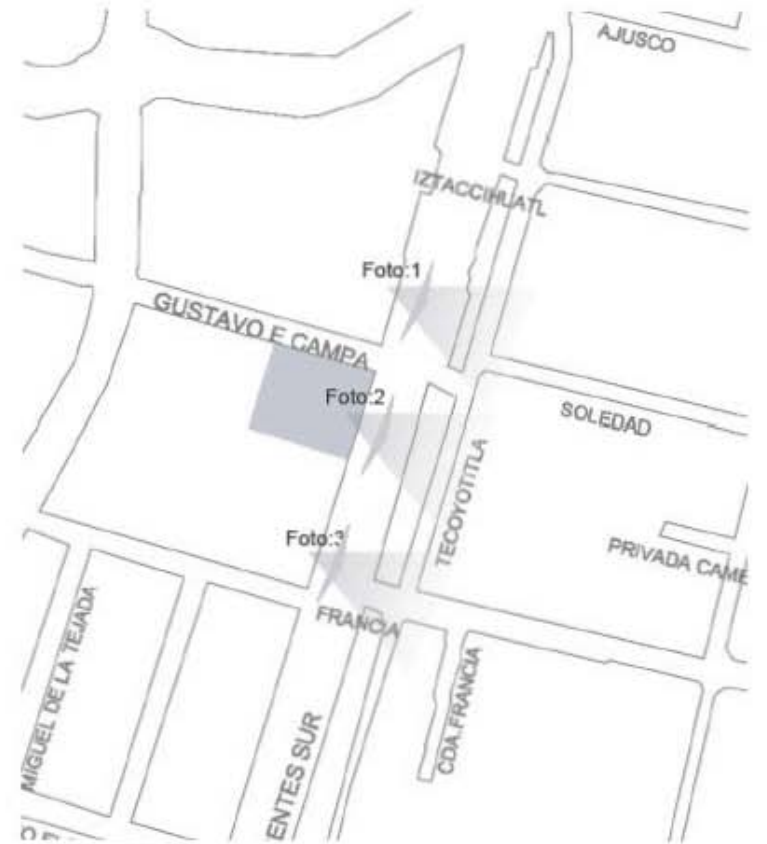 AJUSCO
IZTACCIHUATL
Foto:1
GUSTAVO E CAMPA
Foto:2
SOLEDAD
TECOYOTITLA
Foto:3
PRIVADA CAME
FRANCIA
MIGUEL DE LA TEJADA
CDA.FRANCIA
ENTES SUR